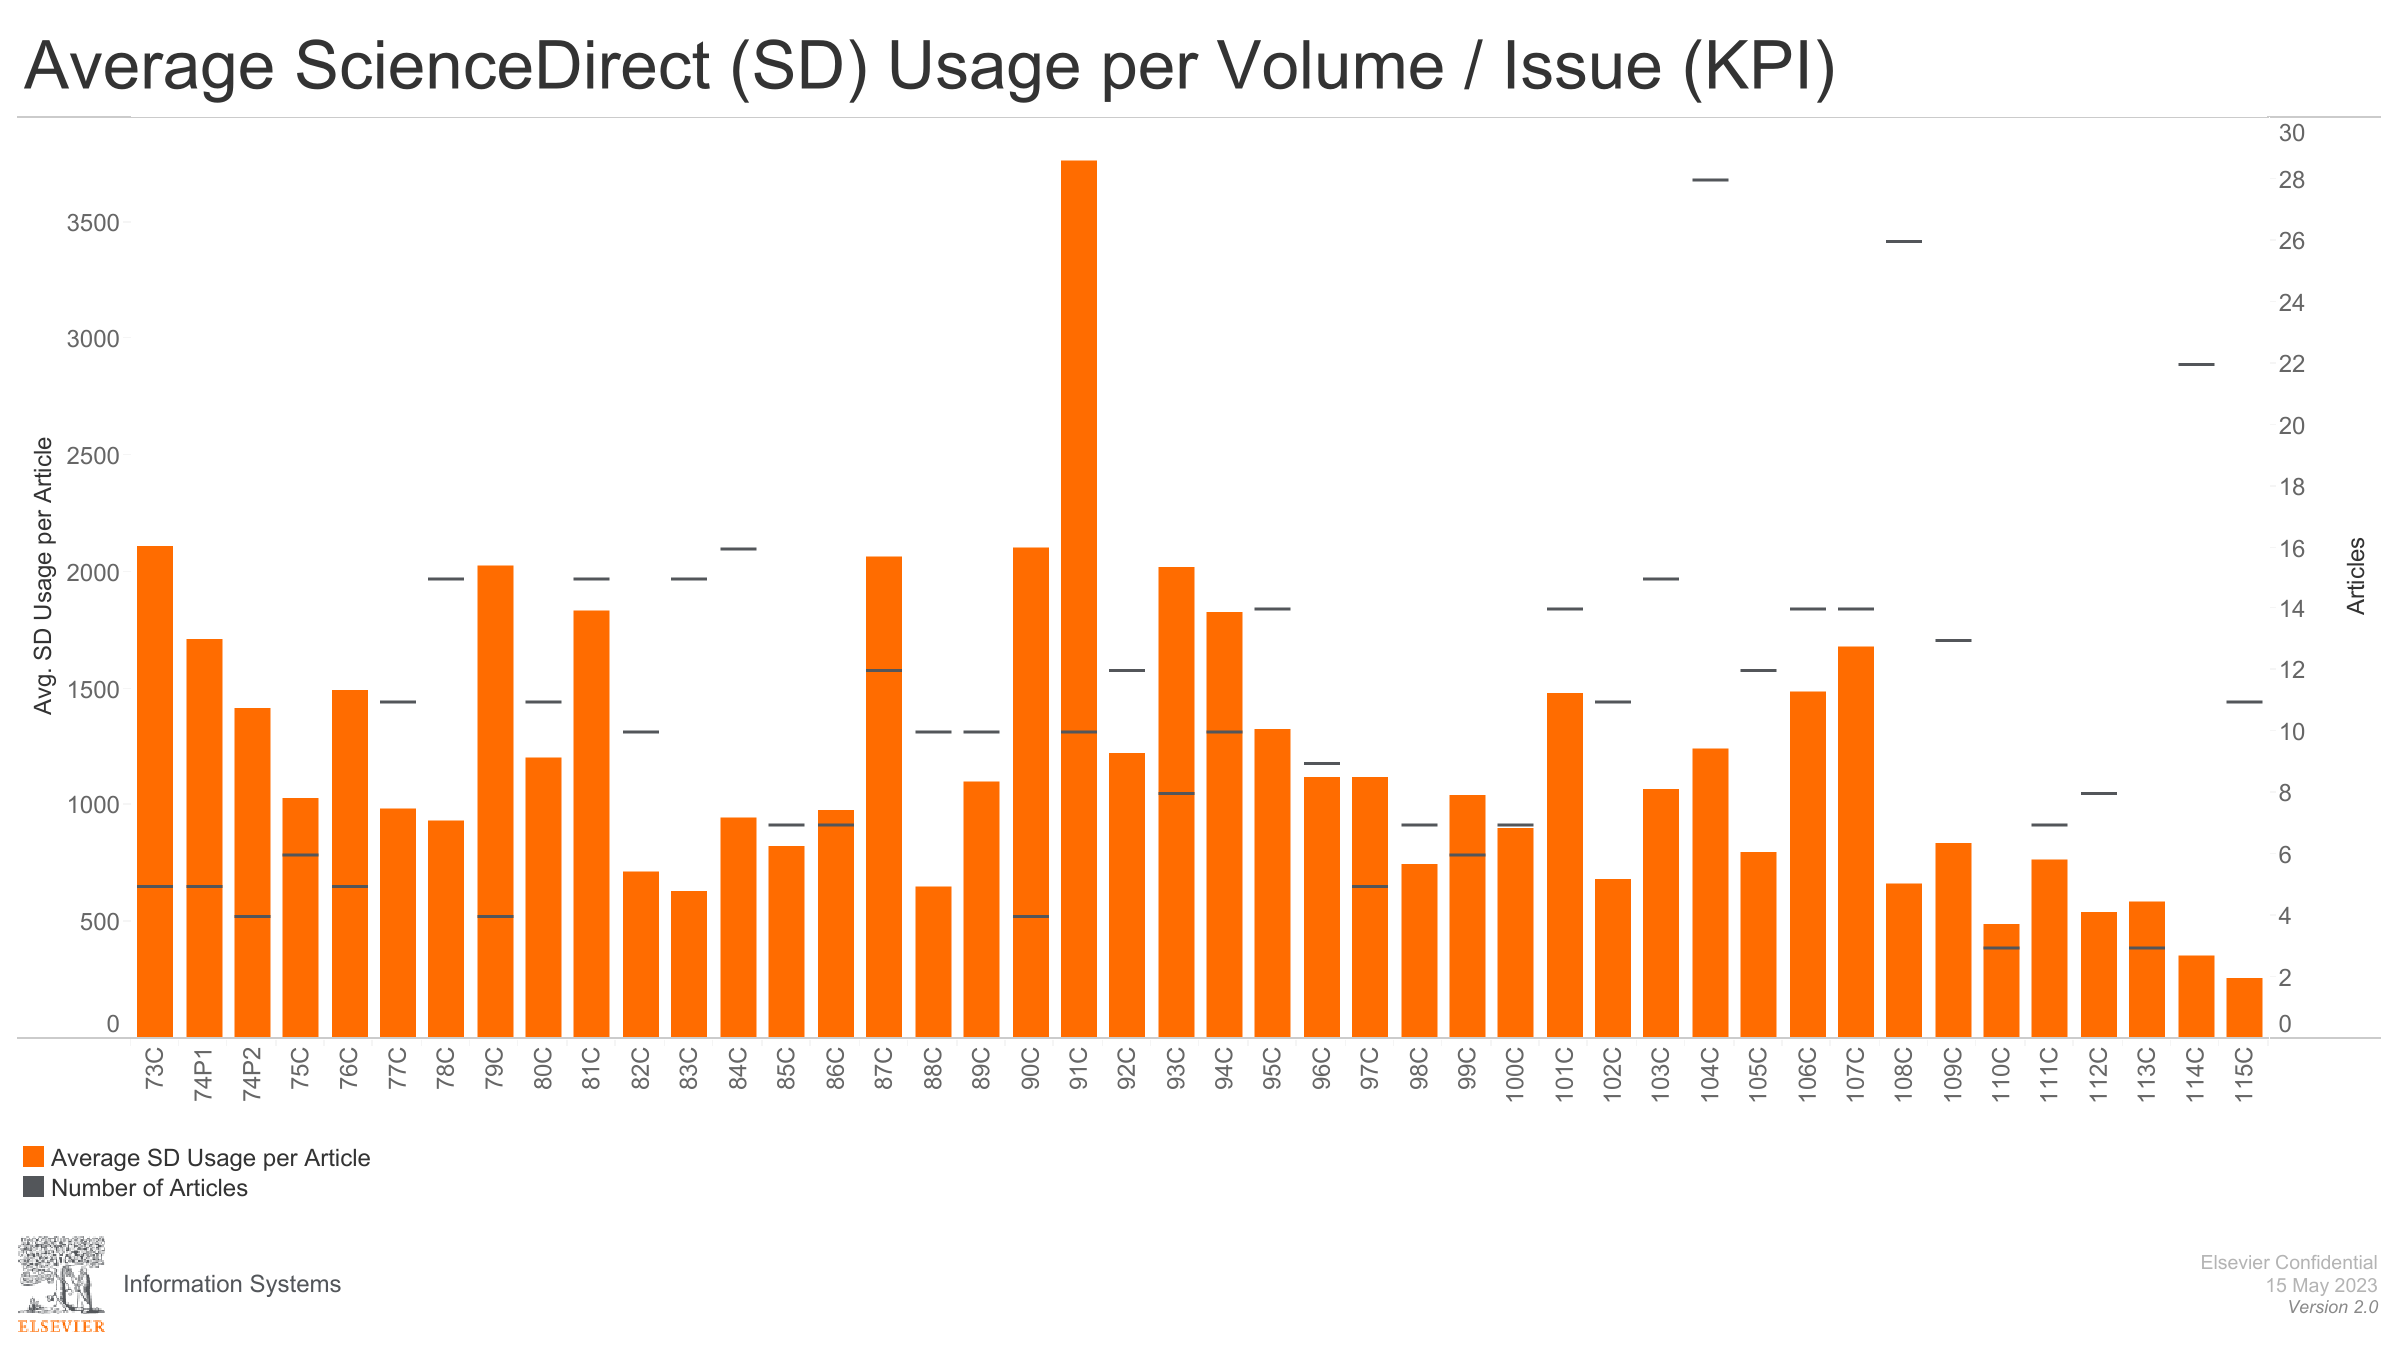 Average ScienceDirect (SD) Usage per Volume / Issue (KPI)
Avg. SD Usage per Article
3500
3000
2500
2000
1500
1000
500
0
30
28
26
24
22
20
18
16
14
12
10
8
6
4
2
0
Articles
73C 74P1 74P2 75C 76C 77C 78C 79C 80C 81C 82C 83C 84C 85C 86C 87C 88C 89C 90C 91C 92C 93C 94C 95C 96C 97C 98C 99C 100C 101C 102C 103C 104C 105C 106C 107C 108C 109C 110C 111C 112C 113C 114C 115C
Average SD Usage per Article
Number of Articles
ELSEVIER
Information Systems
Elsevier Confidential
15 May 2023
Version 2.0